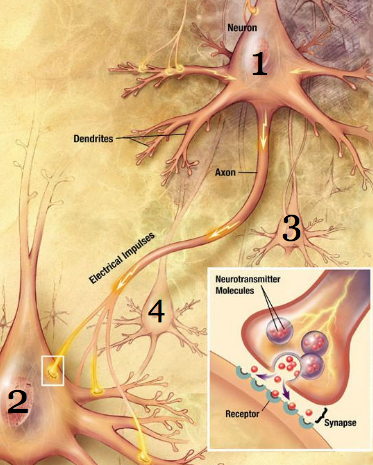 Neuron
1
Dendrites
Axon
3
Electrical Impulses
4
2
Neurotransmitter
Molecules
Receptor
Synapse